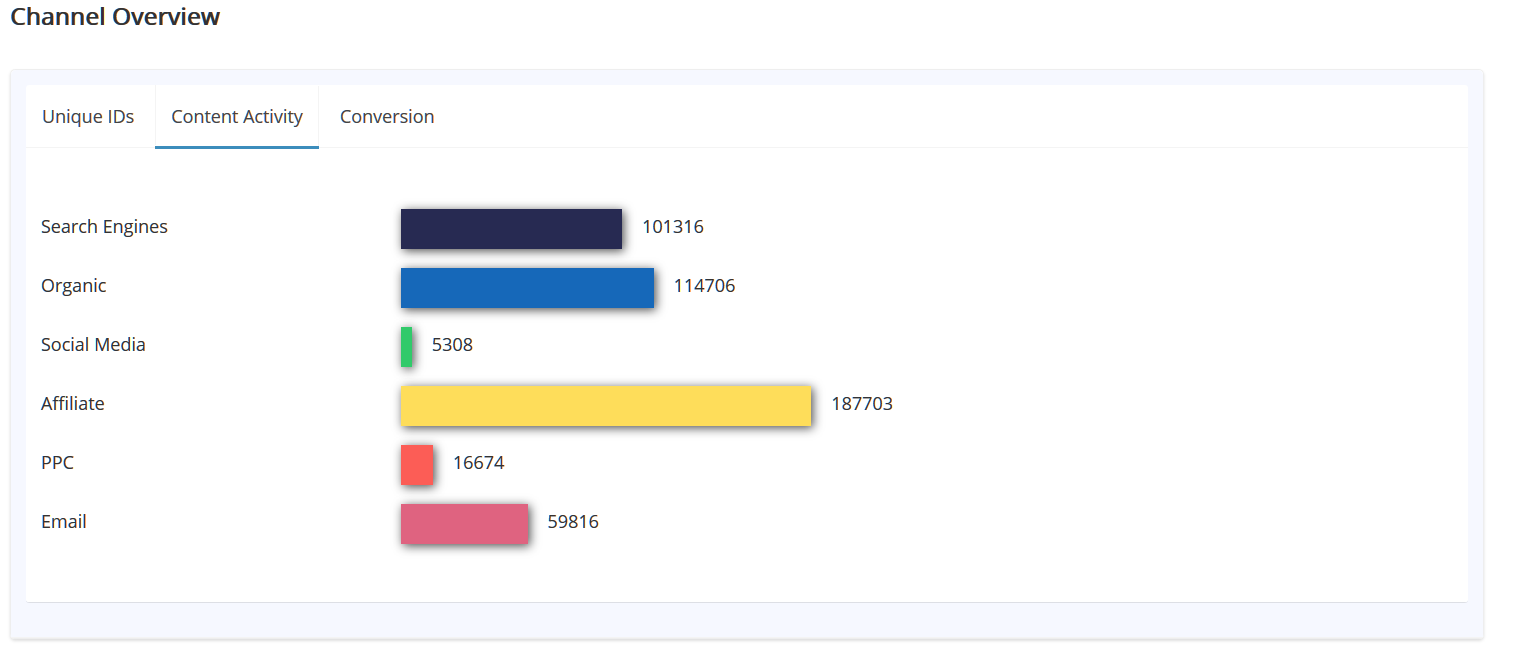 Channel Overview
Unique IDs Content Activity Conversion
Search Engines 101316
Organic 114706
Social Media 5308
Affiliate 187703
PPC 16674
Email 59816